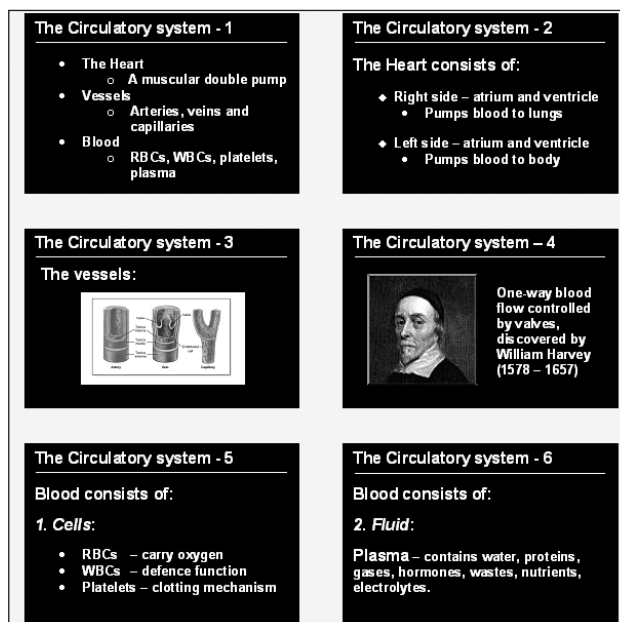 The Circulatory system - 1
• The Heart
o A muscular double pump
• Vessels
o Arteries, veins and
capillaries
• Blood
o RBCs, WBCs, platelets,
plasma
The Circulatory system - 2
The Heart consists of:
◆ Right side – atrium and ventricle
• Pumps blood to lungs
◆ Left side – atrium and ventricle
• Pumps blood to body
The Circulatory system - 3
The vessels:
Artery
Vein
Capillary
The Circulatory system – 4
One-way blood
flow controlled
by valves,
discovered by
William Harvey
(1578 – 1657)
The Circulatory system - 5
Blood consists of:
1. Cells:
• RBCs – carry oxygen
• WBCs – defence function
• Platelets – clotting mechanism
The Circulatory system - 6
Blood consists of:
2. Fluid:
Plasma – contains water, proteins,
gases, hormones, wastes, nutrients,
electrolytes.